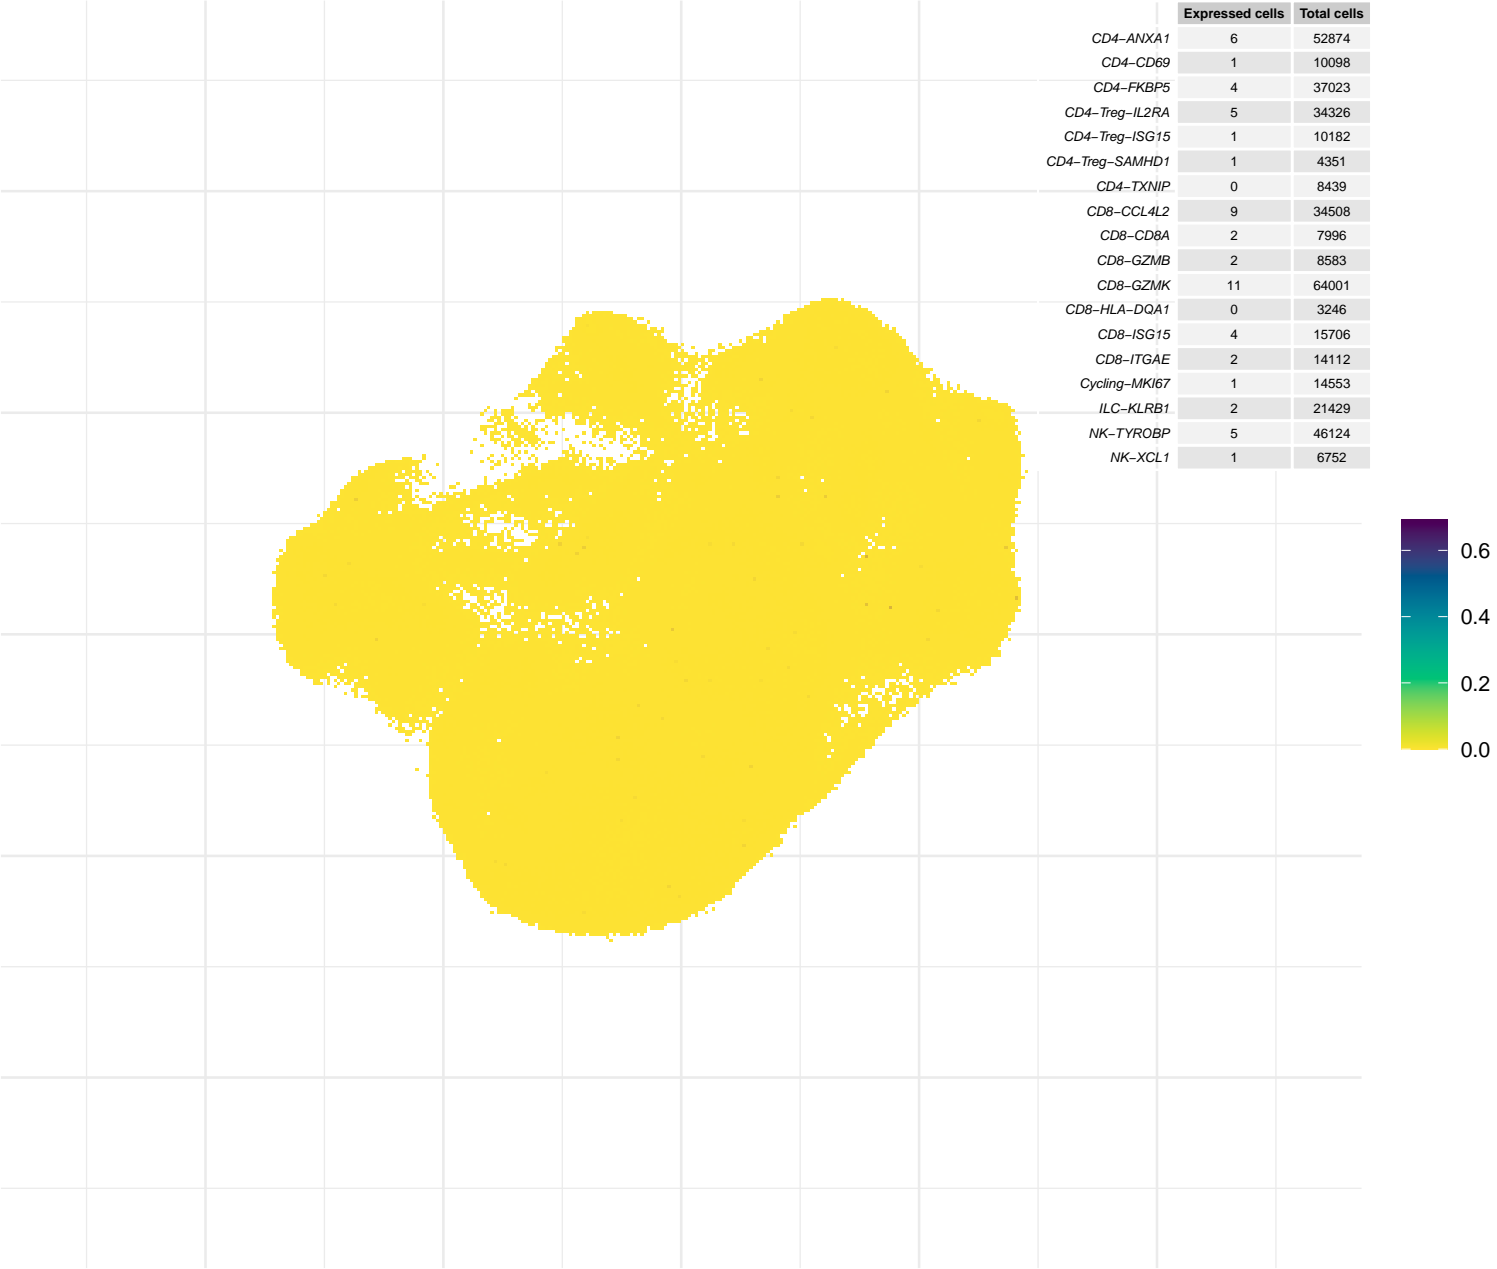 Expressed cells Total cells
CD4−ANXA1 6 52874
CD4−CD69 1 10098
CD4−FKBP5 4 37023
CD4−Treg−IL2RA 5 34326
CD4−Treg−ISG15 1 10182
CD4−Treg−SAMHD1 1 4351
CD4−TXNIP 0 8439
CD8−CCL4L2 9 34508
CD8−CD8A 2 7996
CD8−GZMB 2 8583
CD8−GZMK 11 64001
CD8−HLA−DQA1 0 3246
CD8−ISG15 4 15706
CD8−ITGAE 2 14112
Cycling−MKI67 1 14553
ILC−KLRB1 2 21429
NK−TYROBP 5 46124
NK−XCL1 1 6752
0.6
0.4
0.2
0.0